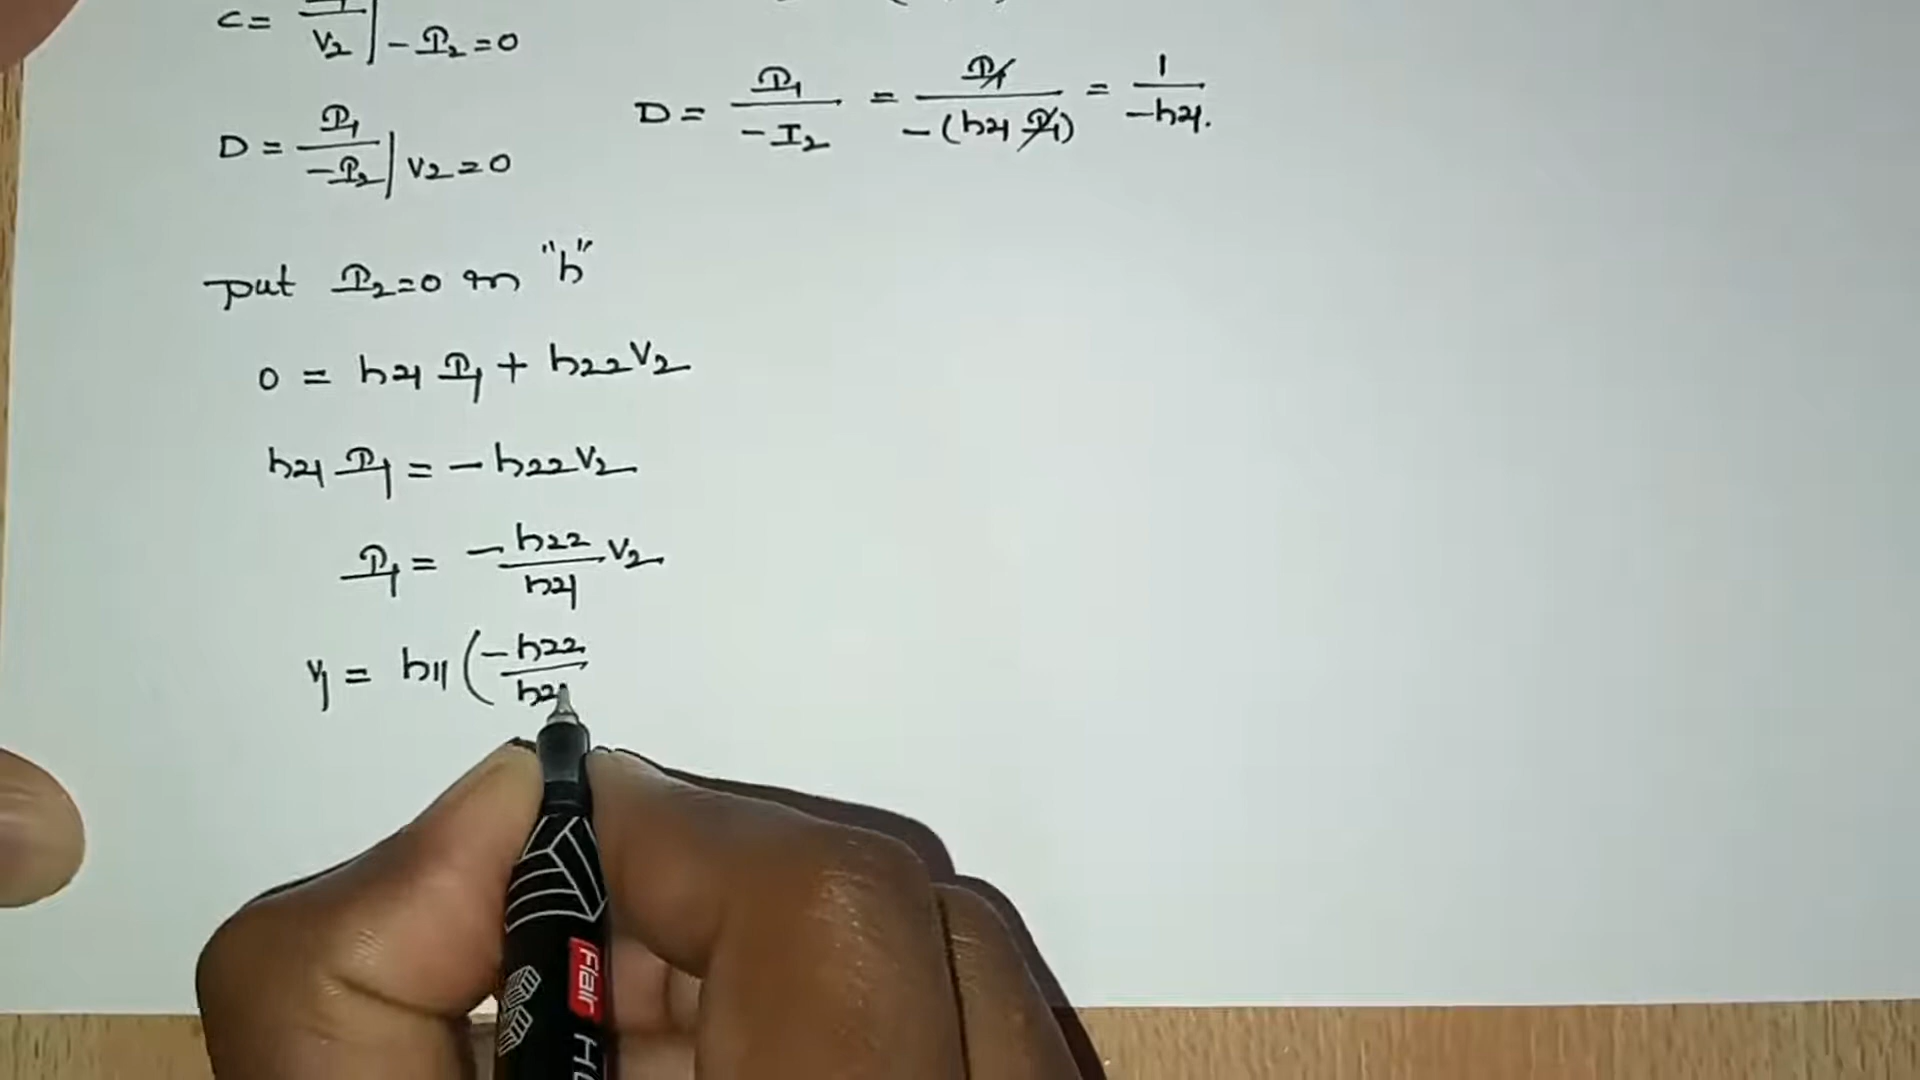 C = 1/V2 | -I2 = 0
D = I1/-I2 | V2 = 0
D = I1/-I2 = I1/-(h21 I1) = 1/-h21.
put I2 = 0 in "h"
0 = h21 I1 + h22 V2
h21 I1 = -h22 V2
I1 = -h22/h21 V2
V1 = h11 (-h22/h21
Flair